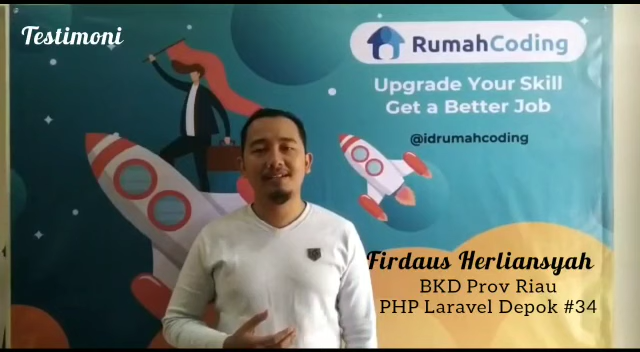 Testimoni
RumahCoding
Upgrade Your Skill
Get a Better Job
@idrumahcoding
Firdaus Herliansyah
BKD Prov Riau
PHP Laravel Depok #34